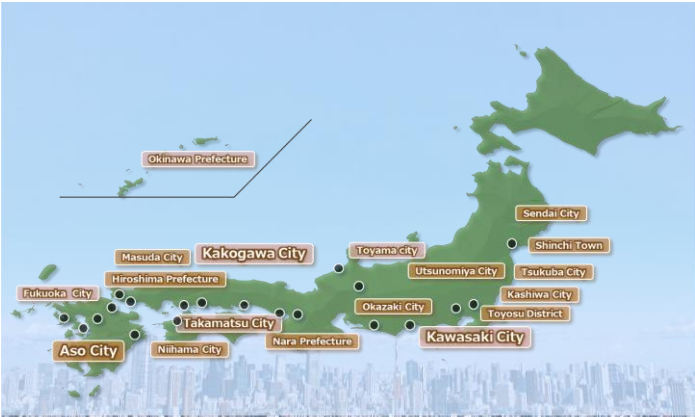 Okinawa Prefecture
Sendai City
Shinchi Town
Masuda City
Kakogawa City
Toyama city
Utsunomiya City
Tsukuba City
Hiroshima Prefecture
Fukuoka City
Kashiwa City
Okazaki City
Toyosu District
Takamatsu City
Kawasaki City
Nara Prefecture
Aso City
Niihama City